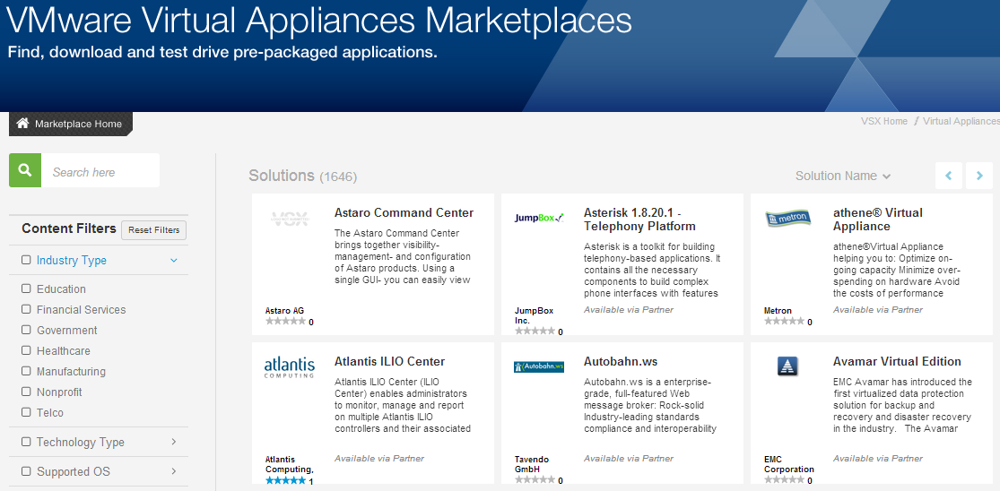 VMware Virtual Appliances Marketplaces
Find, download and test drive pre-packaged applications.
Marketplace Home
VSX Home / Virtual Appliances
Search here
Solutions (1646)
Solution Name
Content Filters
Reset Filters
Industry Type
Education
Financial Services
Government
Healthcare
Manufacturing
Nonprofit
Telco
Technology Type
Supported OS
VSX
Astaro Command Center
The Astaro Command Center
brings together visibility-
management- and configuration
of Astaro products. Using a
single GUI- you can easily view
Astaro AG
0
JumpBox
Asterisk 1.8.20.1 -
Telephony Platform
Asterisk is a toolkit for building
telephony-based applications. It
contains all the necessary
components to build complex
phone interfaces with features
JumpBox
Inc.
0
Available via Partner
metron
athene® Virtual
Appliance
athene®Virtual Appliance
helping you to: Optimize on-
going capacity Minimize over-
spending on hardware Avoid
the costs of performance
Metron
0
Available via Partner
atlantis
COMPUTING
Atlantis ILIO Center
Atlantis ILIO Center (ILIO
Center) enables administrators
to monitor, manage and report
on multiple Atlantis ILIO
controllers and their associated
Atlantis
Computing,
1
Available via Partner
Autobahn.ws
Autobahn.ws
Autobahn.ws is a enterprise-
grade, full-featured Web
message broker: Rock-solid
Industry-leading standards
compliance and interoperability
Tavendo
GmbH
0
Available via Partner
Avamar Virtual Edition
EMC Avamar has introduced the
first virtualized data protection
solution for backup and
recovery and disaster recovery
in the industry. The Avamar
EMC
Corporation
0
Available via Partner